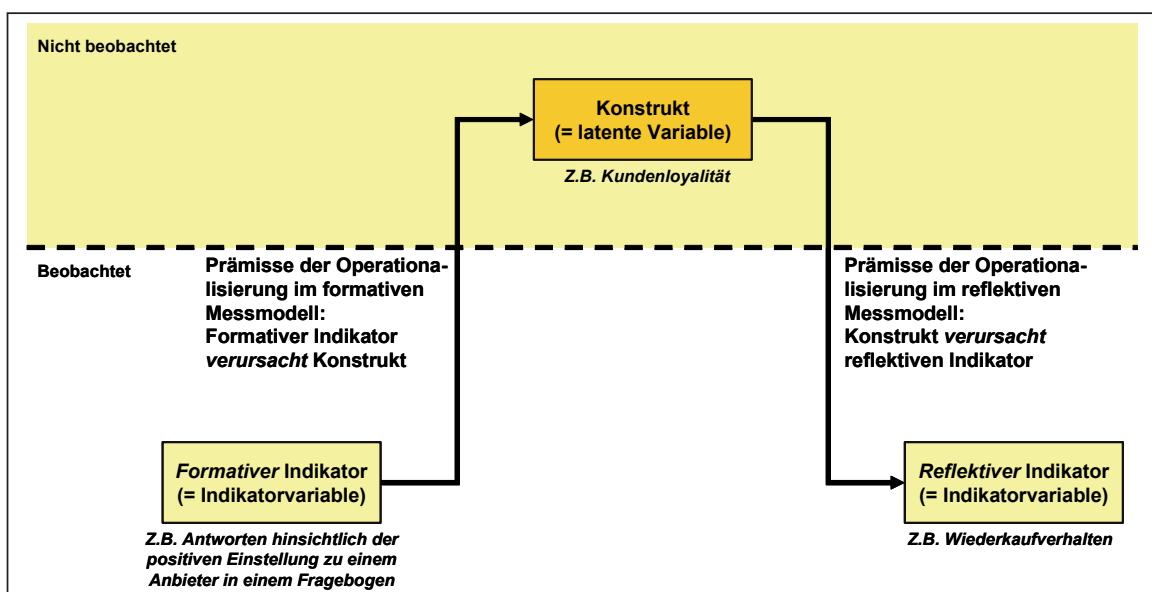 Nicht beobachtet
Konstrukt
(= latente Variable)
Z.B. Kundenloyalität
Beobachtet
Prämisse der Operationa-
lisierung im formativen
Messmodell:
Formativer Indikator
verursacht Konstrukt
Prämisse der Operationa-
lisierung im reflektiven
Messmodell:
Konstrukt verursacht
reflektiven Indikator
Formativer Indikator
(= Indikatorvariable)
Z.B. Antworten hinsichtlich der
positiven Einstellung zu einem
Anbieter in einem Fragebogen
Reflektiver Indikator
(= Indikatorvariable)
Z.B. Wiederkaufverhalten